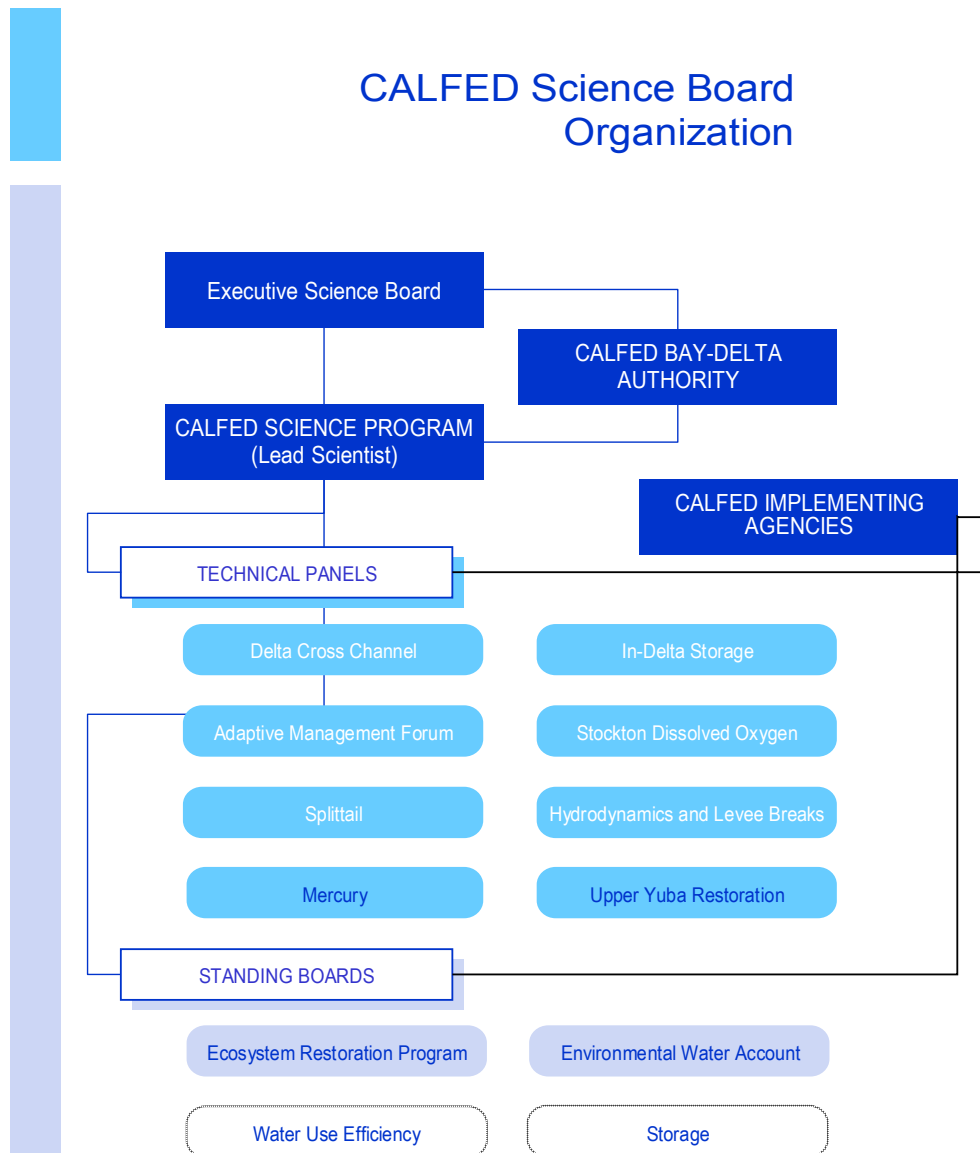 CALFED Science Board
Organization
Executive Science Board
CALFED BAY-DELTA
AUTHORITY
CALFED SCIENCE PROGRAM
(Lead Scientist)
CALFED IMPLEMENTING
AGENCIES
TECHNICAL PANELS
Delta Cross Channel
In-Delta Storage
Adaptive Management Forum
Stockton Dissolved Oxygen
Splittail
Hydrodynamics and Levee Breaks
Mercury
Upper Yuba Restoration
STANDING BOARDS
Ecosystem Restoration Program
Environmental Water Account
Water Use Efficiency
Storage